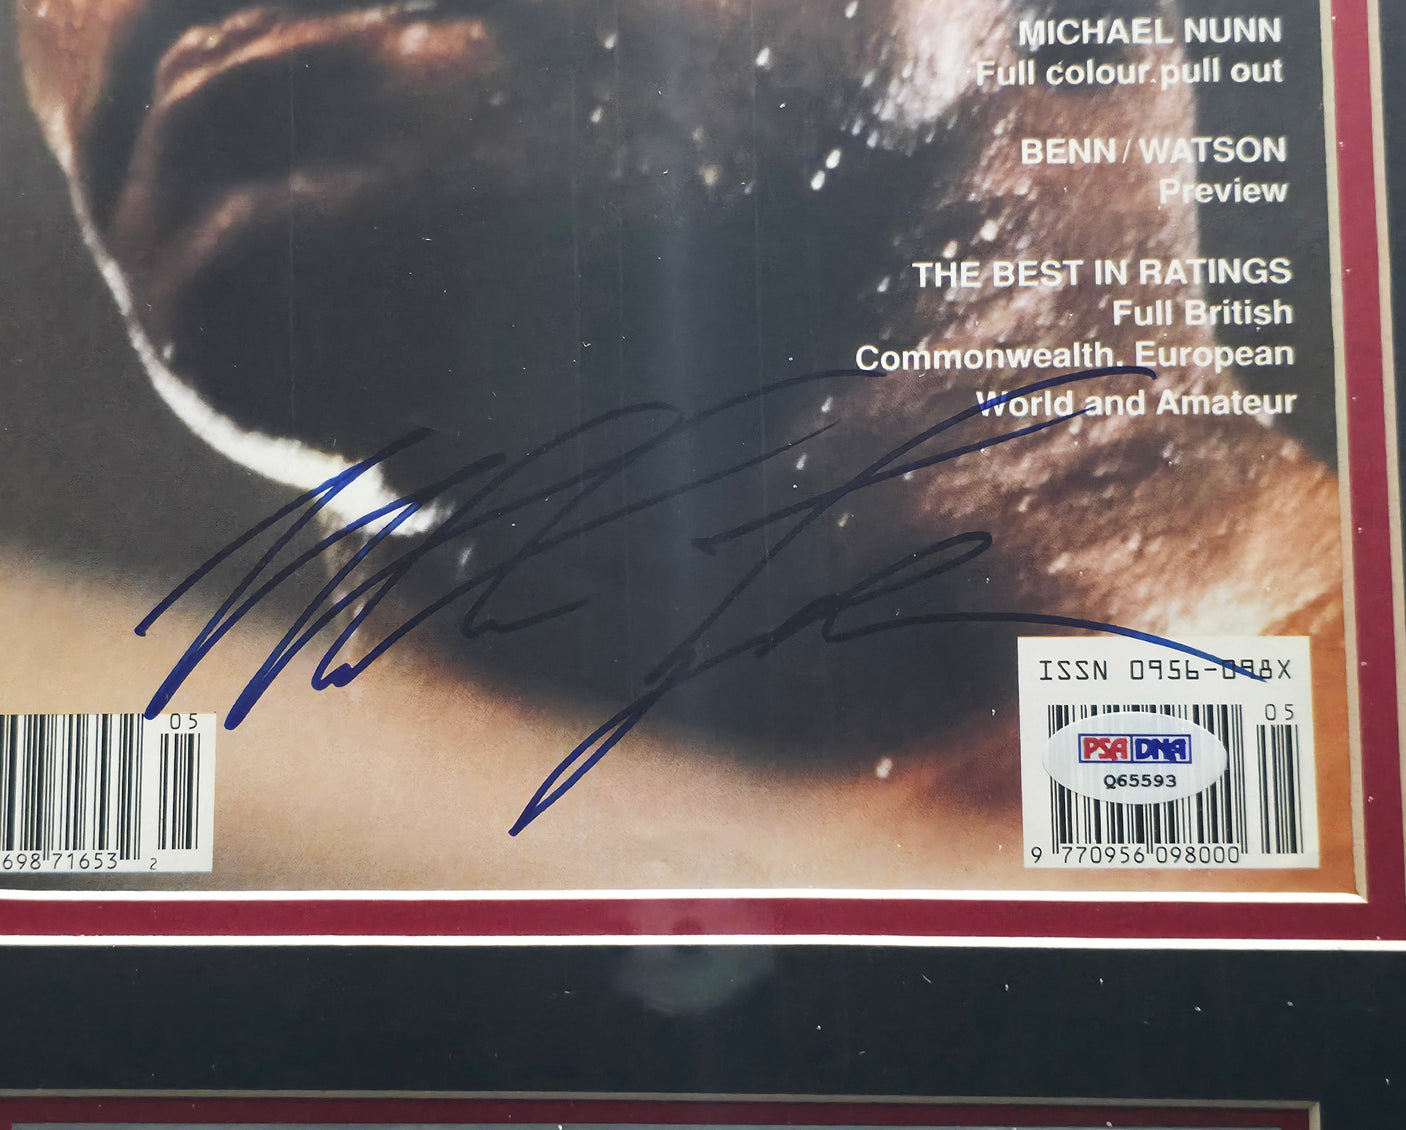 MICHAEL NUNN
Full colour pull out
BENN/WATSON
Preview
THE BEST IN RATINGS
Full British
Commonwealth, European
World and Amateur
ISSN 0956-098X
05
05
PSA DNA
Q65593
698 71653 2
9 770956 098000